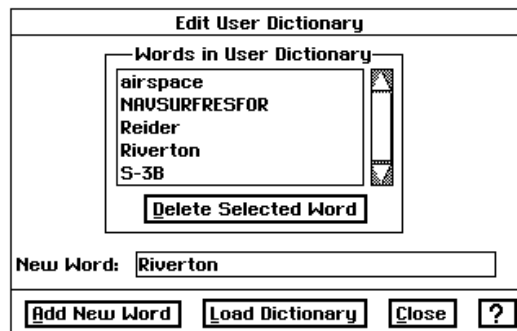 Edit User Dictionary
Words in User Dictionary
airspace
NAVSURFRESFOR
Reider
Riverton
S-3B
Delete Selected Word
New Word: Riverton
Add New Word Load Dictionary Close ?